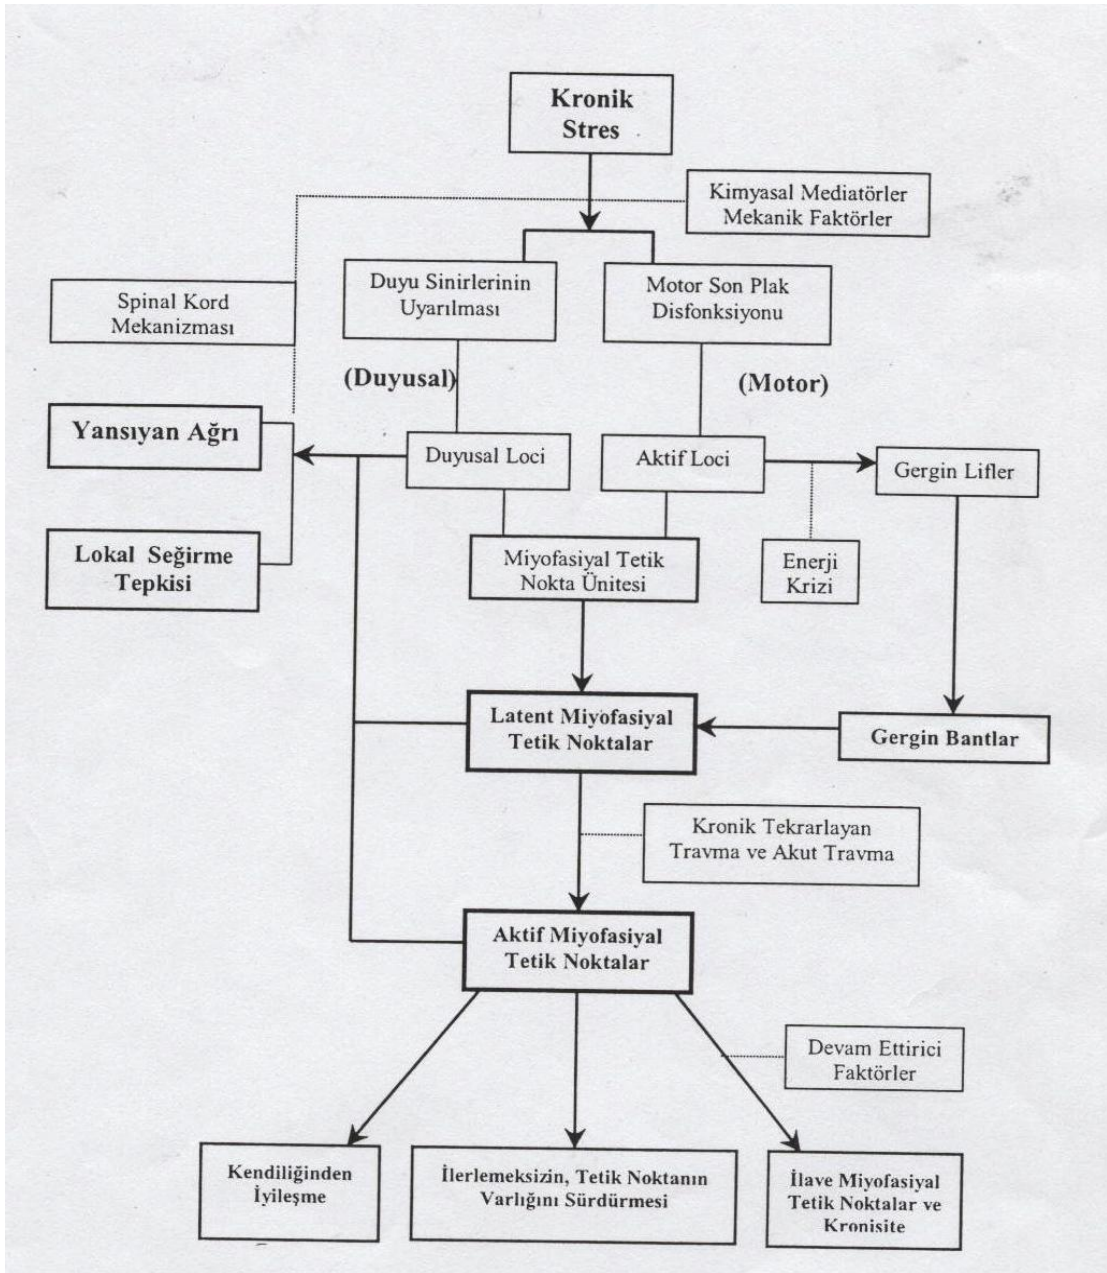 Kronik
Stres
Kimyasal Mediatörler
Mekanik Faktörler
Duyu Sinirlerinin
Uyarılması
Motor Son Plak
Disfonksiyonu
Spinal Kord
Mekanizması
(Duyusal)
(Motor)
Yansıyan Ağrı
Duyusal Loci
Aktif Loci
Gergin Lifler
Lokal Seğirme
Tepkisi
Miyofasiyal Tetik
Nokta Ünitesi
Enerji
Krizi
Latent Miyofasiyal
Tetik Noktalar
Gergin Bantlar
Kronik Tekrarlayan
Travma ve Akut Travma
Aktif Miyofasiyal
Tetik Noktalar
Devam Ettirici
Faktörler
Kendiliğinden
İyileşme
İlerlemeksizin, Tetik Noktanın
Varlığını Sürdürmesi
İlave Miyofasiyal
Tetik Noktalar ve
Kronisite